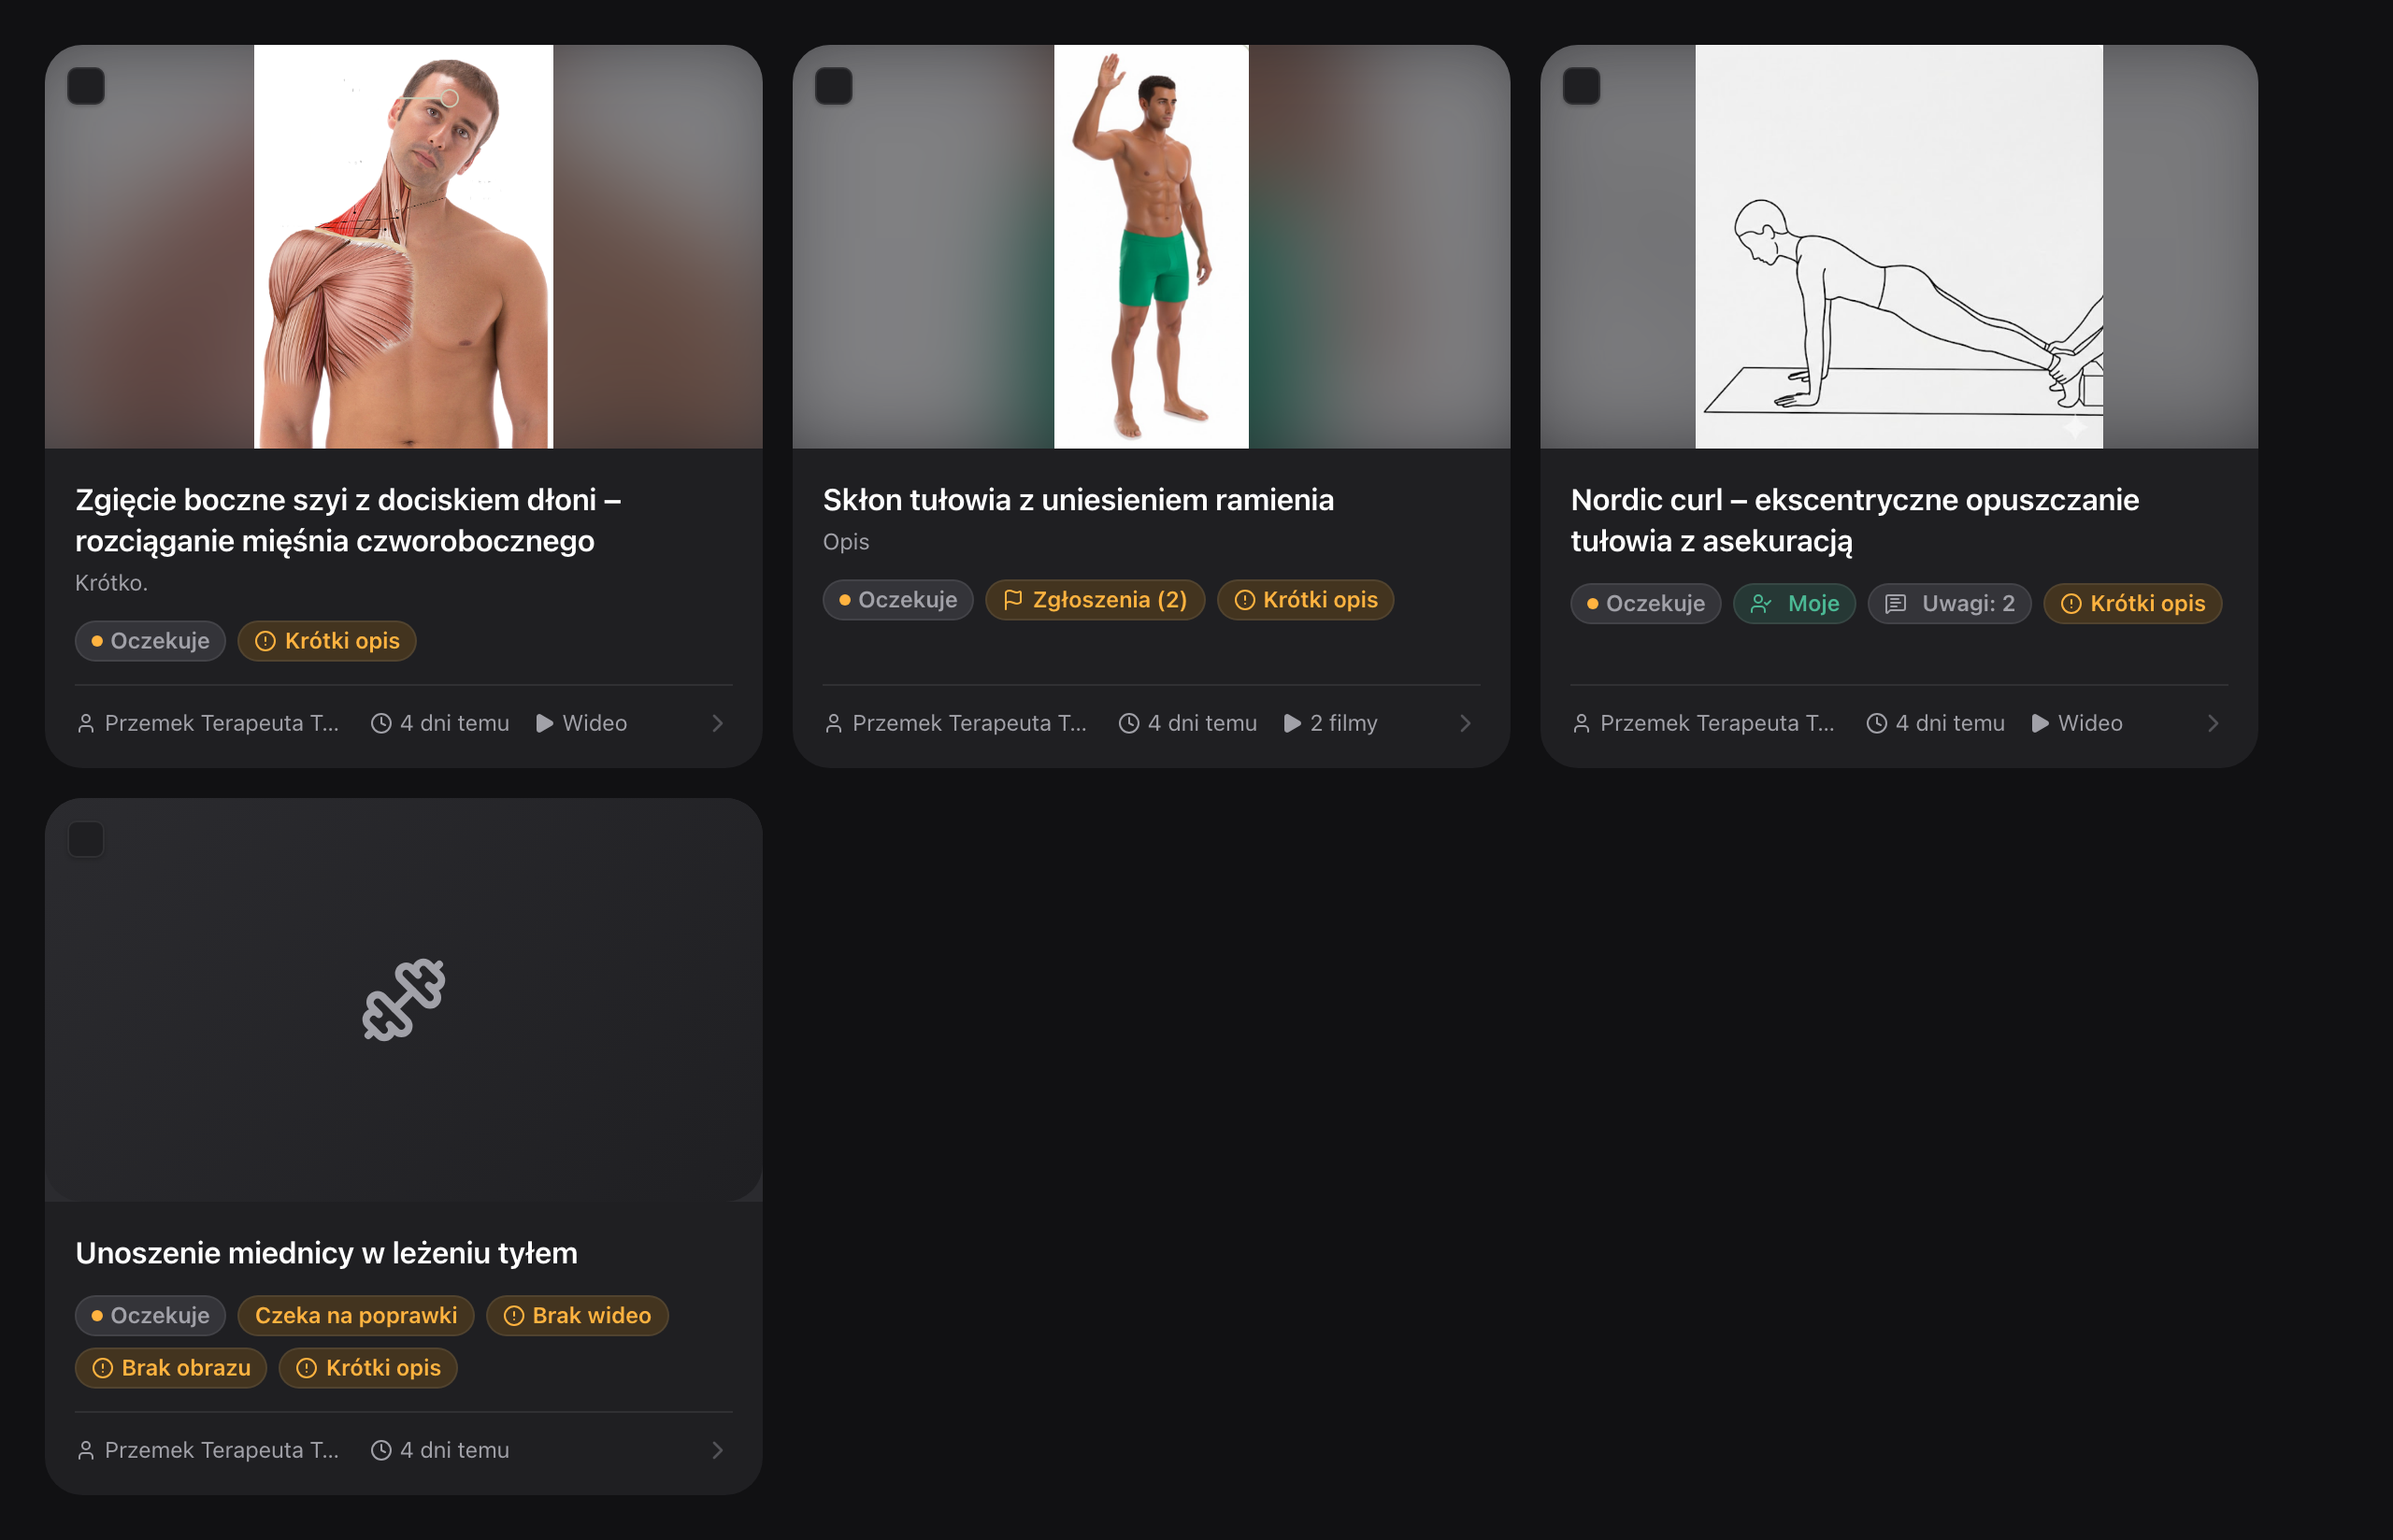 Zgięcie boczne szyi z dociskiem dłoni –
rozciąganie mięśnia czworobocznego
Krótko.
Oczekuje
Krótki opis
Przemek Terapeuta T...
4 dni temu
Wideo
Skłon tułowia z uniesieniem ramienia
Opis
Oczekuje
Zgłoszenia (2)
Krótki opis
Przemek Terapeuta T...
4 dni temu
2 filmy
Nordic curl – ekscentryczne opuszczanie
tułowia z asekuracją
Oczekuje
Moje
Uwagi: 2
Krótki opis
Przemek Terapeuta T...
4 dni temu
Wideo
Unoszenie miednicy w leżeniu tyłem
Oczekuje
Czeka na poprawki
Brak wideo
Brak obrazu
Krótki opis
Przemek Terapeuta T...
4 dni temu